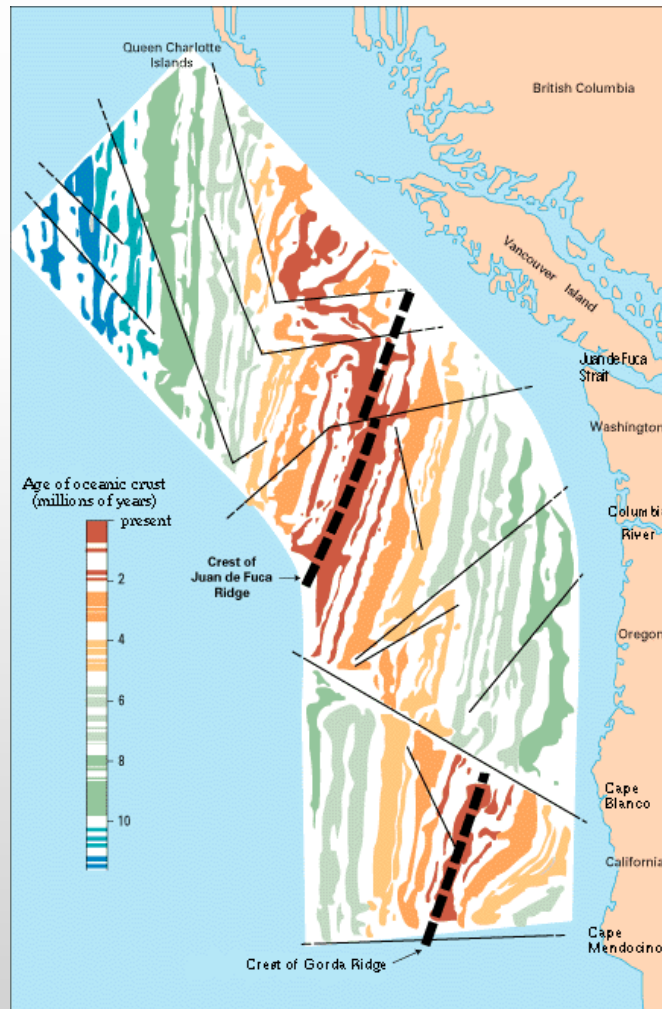 Queen Charlotte
Islands
British Columbia
Vancouver Island
Juan de Fuca
Strait
Washington
Columbia
River
Oregon
Cape
Blanco
California
Cape
Mendocino
Age of oceanic crust
(millions of years)
present
2
4
6
8
10
Crest of
Juan de Fuca
Ridge
Crest of Gorda Ridge